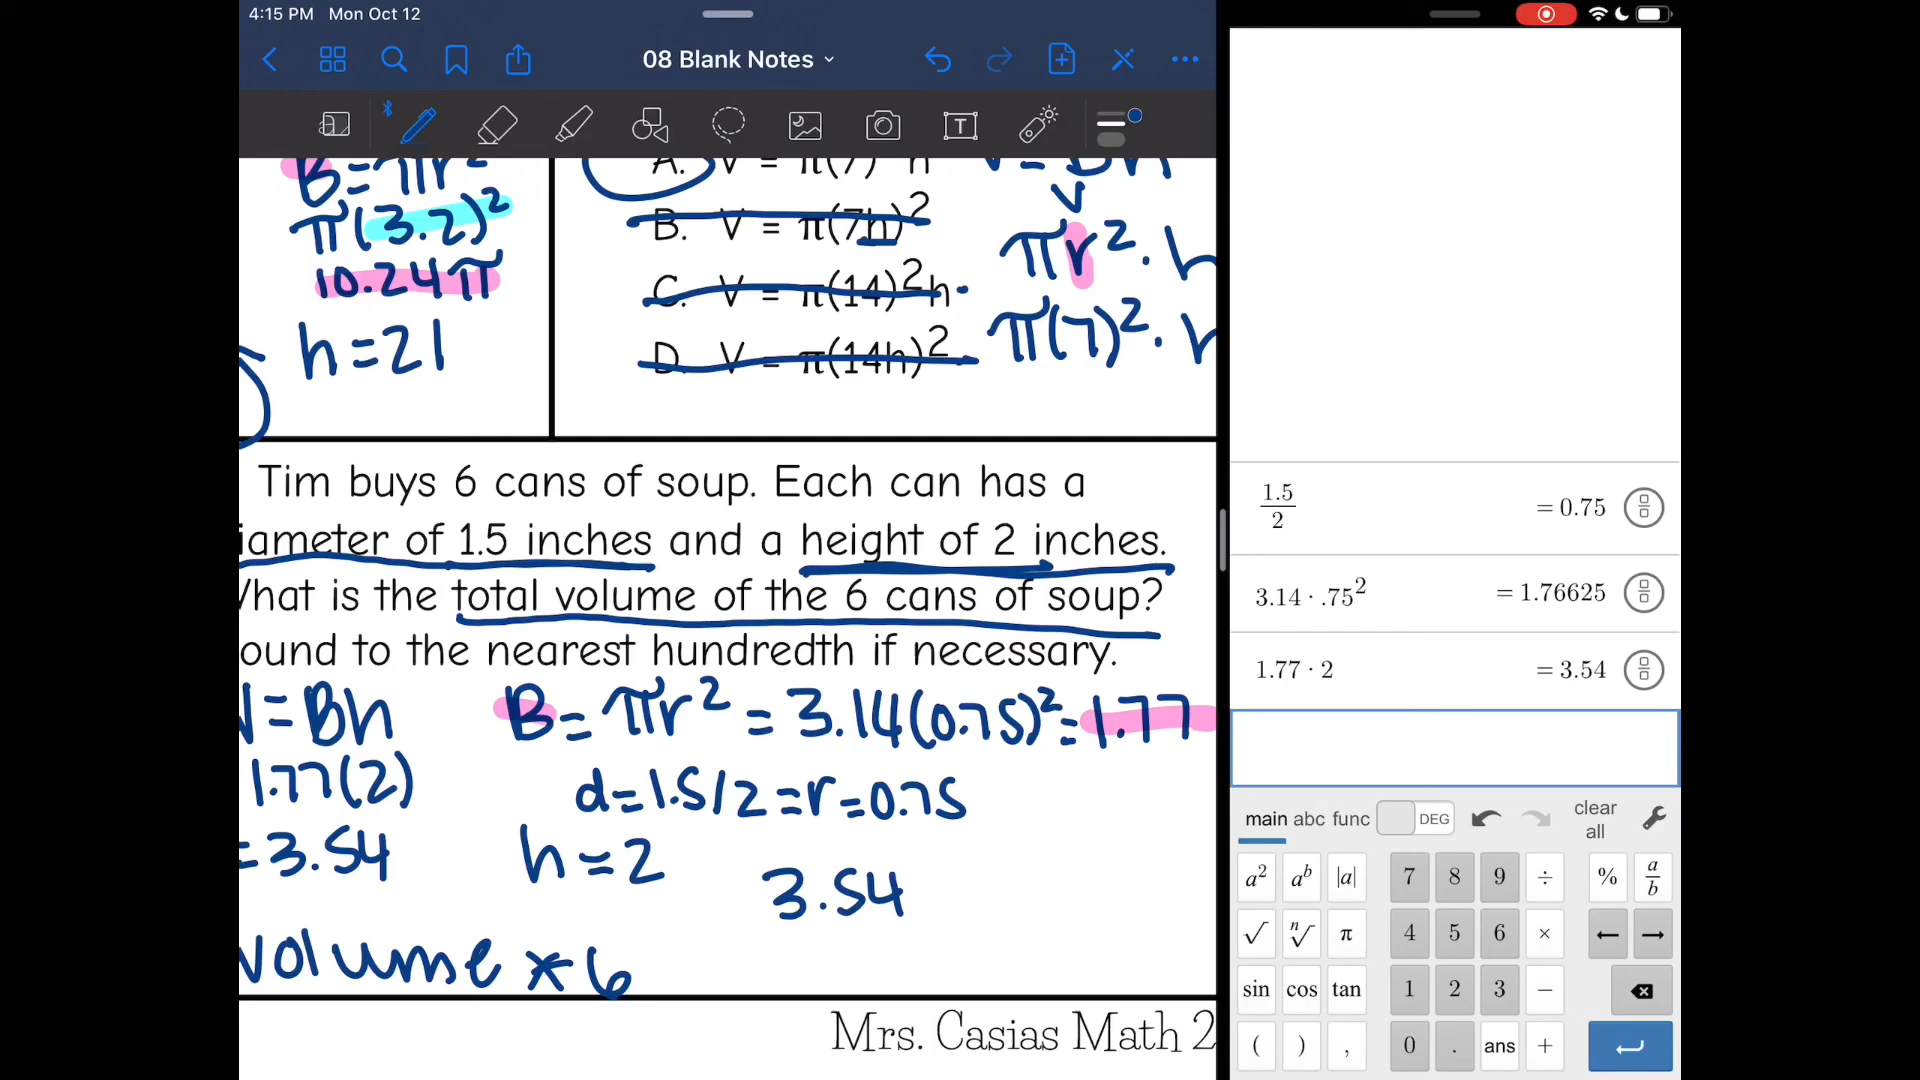 4:15 PM Mon Oct 12
08 Blank Notes
B = πr²
π(3.2)²
10.24π
h = 21
A. V = π(7)² h
B. V = π(7h)²
C. V = π(14)²h
D. V = π(14h)²
V = Bh
πr² · h
π(7)² · h
Tim buys 6 cans of soup. Each can has a
iameter of 1.5 inches and a height of 2 inches.
What is the total volume of the 6 cans of soup?
ound to the nearest hundredth if necessary.
V = Bh
1.77(2)
= 3.54
B = πr² = 3.14(0.75)² = 1.77
d = 1.5/2 = r = 0.75
h = 2
3.54
volume * 6
Mrs. Casias Math 2
1.5/2 = 0.75
3.14 · .75² = 1.76625
1.77 · 2 = 3.54
main abc func DEG clear all
a² aᵇ |a| 7 8 9 ÷ % a/b
√ ⁿ√ π 4 5 6 × ← →
sin cos tan 1 2 3 −
( ) , 0 . ans +